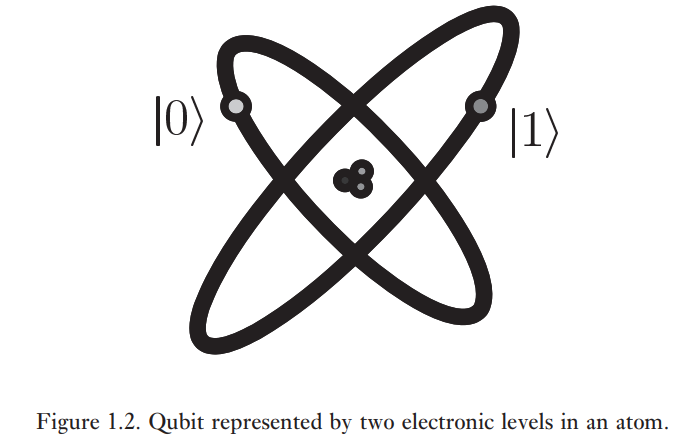 |0⟩
|1⟩
Figure 1.2. Qubit represented by two electronic levels in an atom.